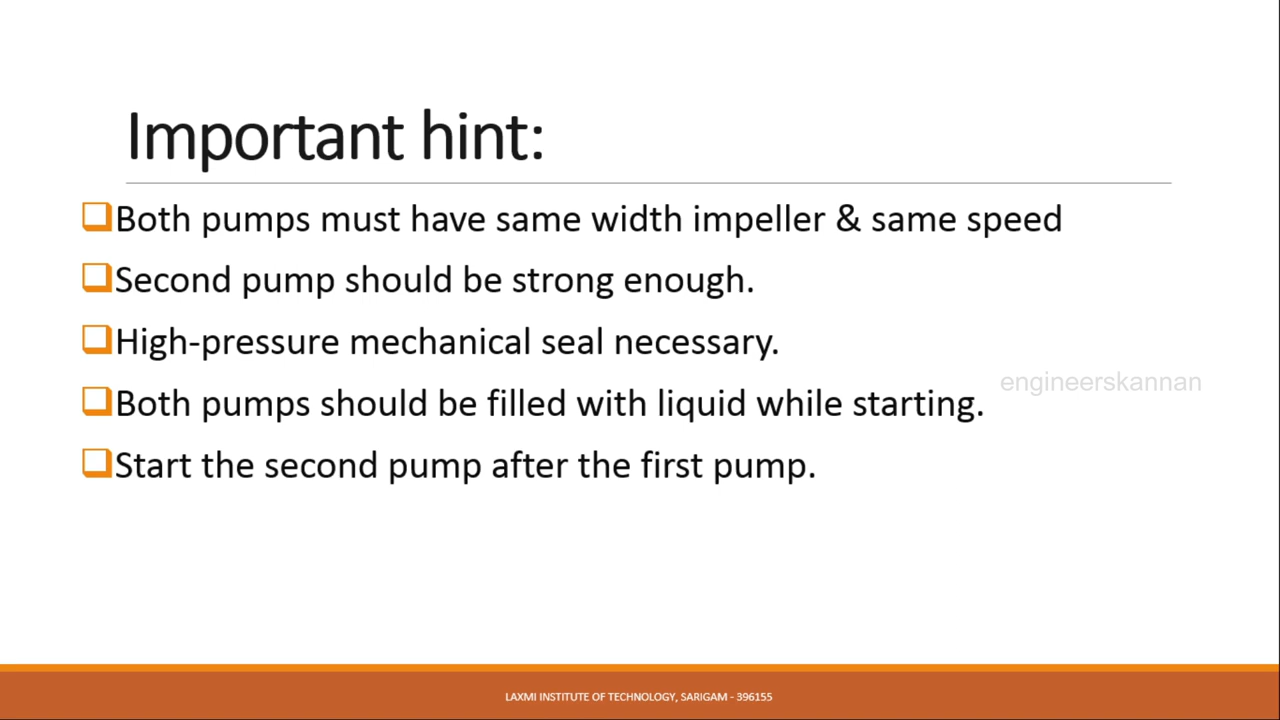 Important hint:
Both pumps must have same width impeller & same speed
Second pump should be strong enough.
High-pressure mechanical seal necessary.
engineerskannan
Both pumps should be filled with liquid while starting.
Start the second pump after the first pump.
LAXMI INSTITUTE OF TECHNOLOGY, SARIGAM - 396155